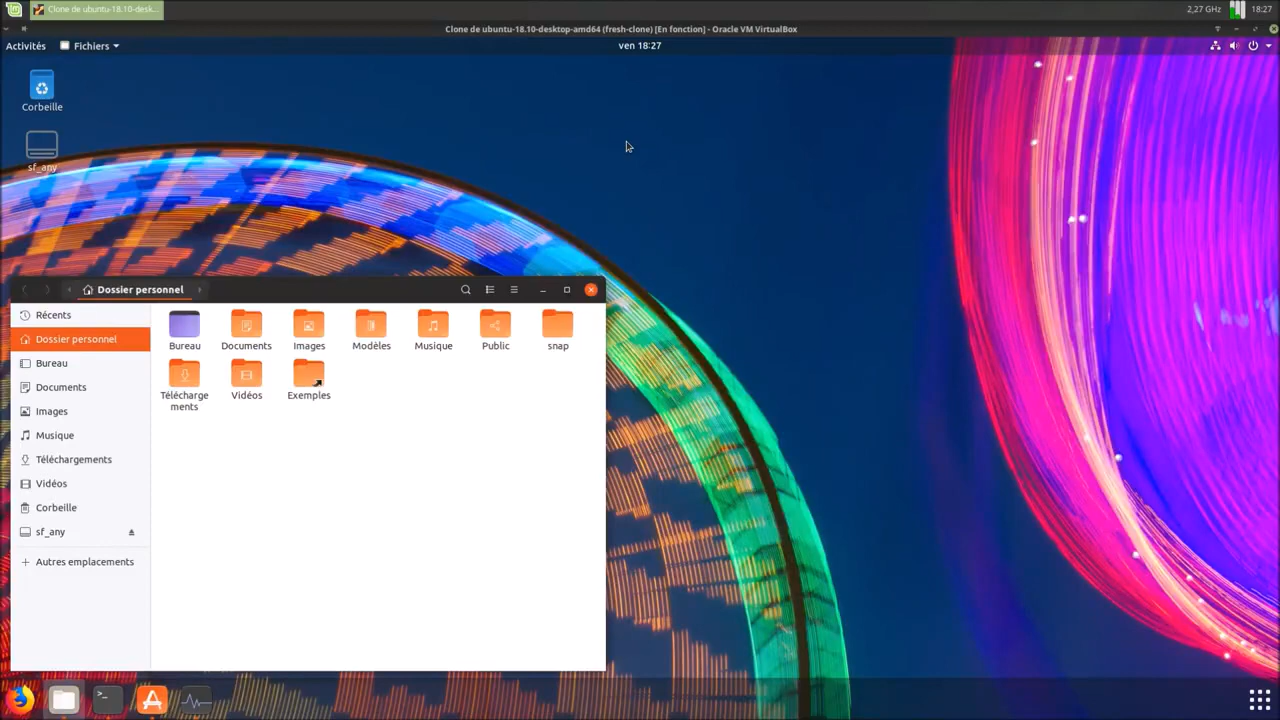 Clone de ubuntu-18.10-desk...
2,27 GHz
18:27
Clone de ubuntu-18.10-desktop-amd64 (fresh-clone) [En fonction] - Oracle VM VirtualBox
Activités
Fichiers
ven 18:27
Corbeille
sf_any
Dossier personnel
Récents
Dossier personnel
Bureau
Documents
Images
Musique
Téléchargements
Vidéos
Corbeille
sf_any
Autres emplacements
Bureau
Documents
Images
Modèles
Musique
Public
snap
Télécharge
ments
Vidéos
Exemples